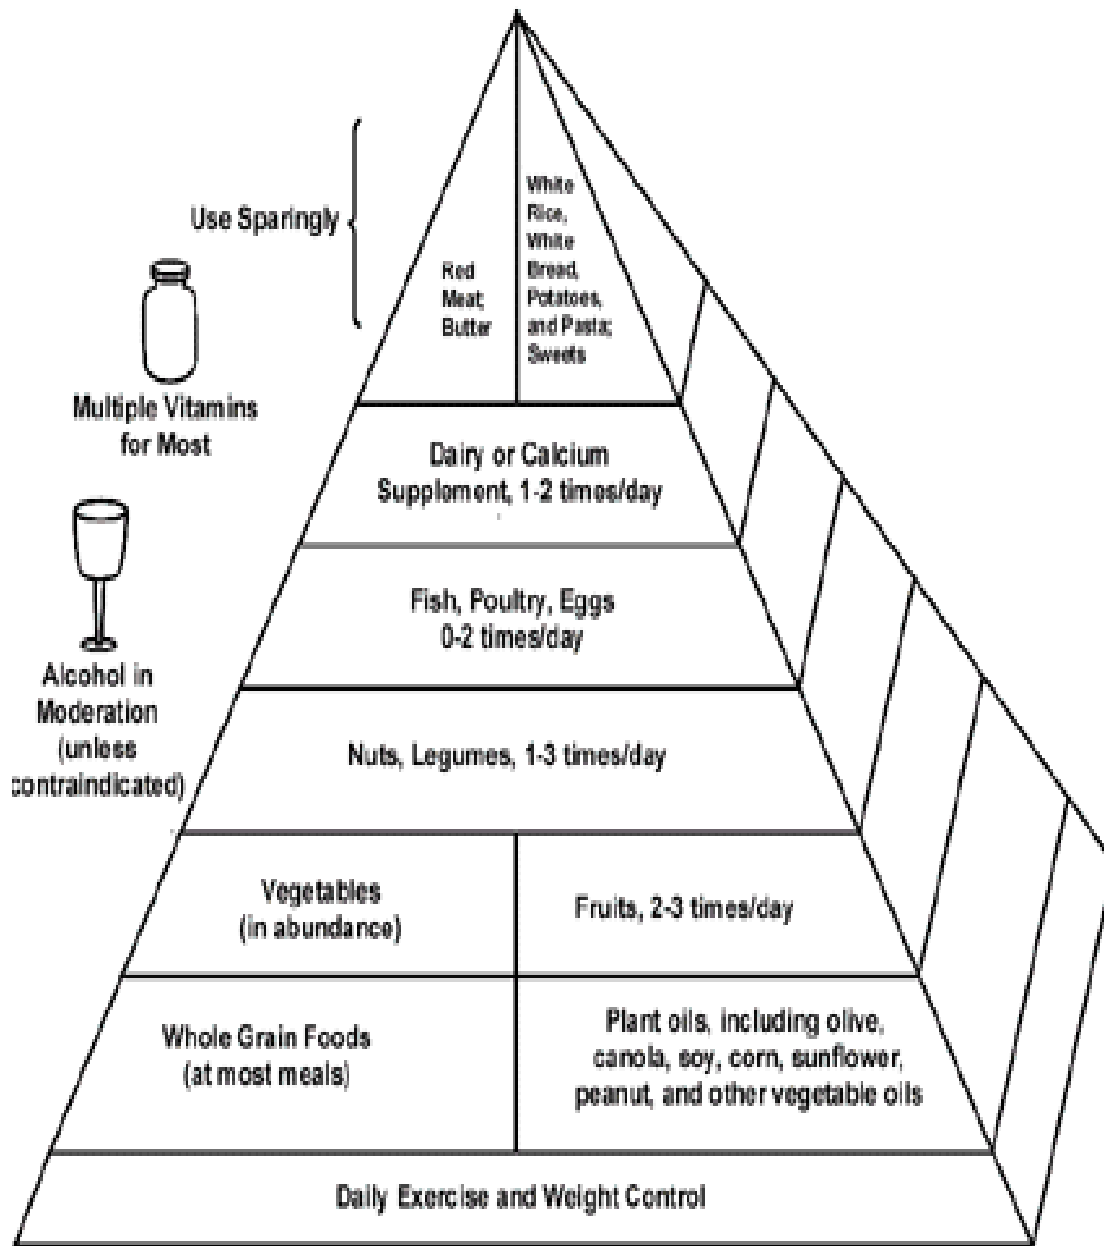 Use Sparingly
Red
Meat;
Butter
White
Rice,
White
Bread,
Potatoes,
and Pasta;
Sweets
Multiple Vitamins
for Most
Dairy or Calcium
Supplement, 1-2 times/day
Fish, Poultry, Eggs
0-2 times/day
Alcohol in
Moderation
(unless
contraindicated)
Nuts, Legumes, 1-3 times/day
Vegetables
(in abundance)
Fruits, 2-3 times/day
Whole Grain Foods
(at most meals)
Plant oils, including olive,
canola, soy, corn, sunflower,
peanut, and other vegetable oils
Daily Exercise and Weight Control